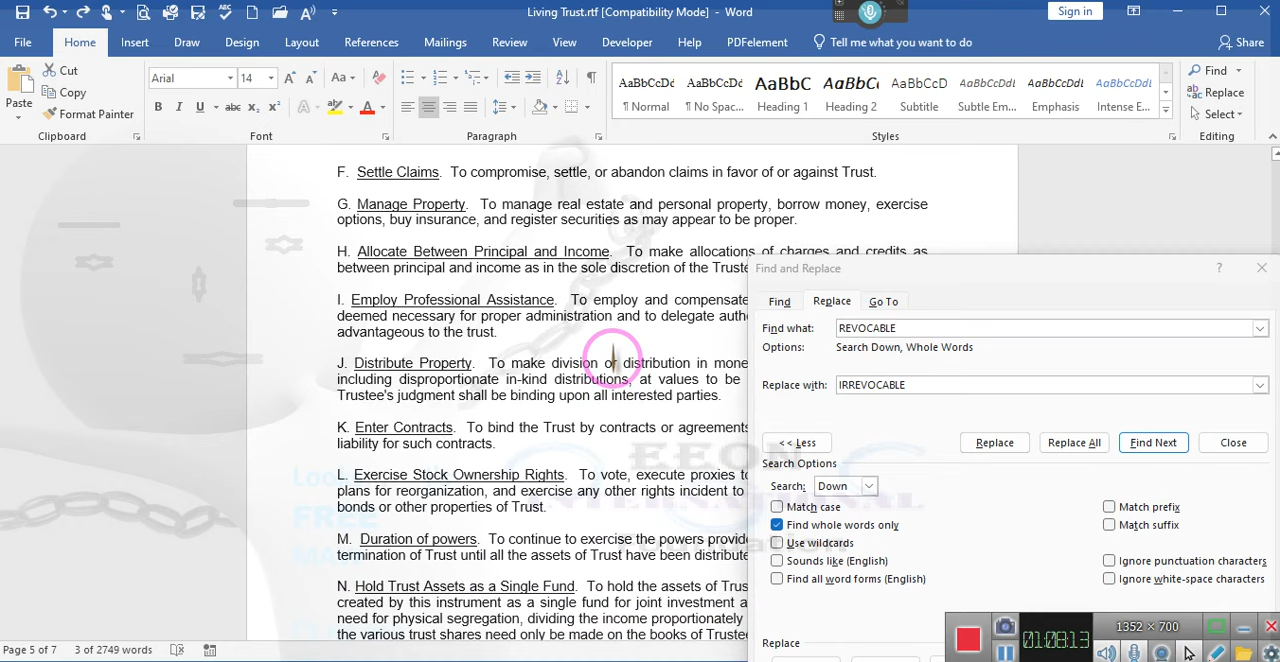 Living Trust.rtf [Compatibility Mode] - Word
Sign in
File Home Insert Draw Design Layout References Mailings Review View Developer Help PDFelement Tell me what you want to do Share
Paste
Cut
Copy
Format Painter
Clipboard
Arial 14
Font
Paragraph
AaBbCcDd AaBbCcDd AaBbC AaBbCc AaBbCcD AaBbCcDdE AaBbCcDdE AaBbCcDdE
¶ Normal ¶ No Spac... Heading 1 Heading 2 Subtitle Subtle Em... Emphasis Intense E...
Styles
Find
Replace
Select
Editing
F. Settle Claims. To compromise, settle, or abandon claims in favor of or against Trust.
G. Manage Property. To manage real estate and personal property, borrow money, exercise
options, buy insurance, and register securities as may appear to be proper.
H. Allocate Between Principal and Income. To make allocations of charges and credits as
between principal and income as in the sole discretion of the Truste
I. Employ Professional Assistance. To employ and compensate
deemed necessary for proper administration and to delegate auth
advantageous to the trust.
J. Distribute Property. To make division or distribution in mone
including disproportionate in-kind distributions, at values to be
Trustee's judgment shall be binding upon all interested parties.
K. Enter Contracts. To bind the Trust by contracts or agreements
liability for such contracts.
L. Exercise Stock Ownership Rights. To vote, execute proxies to
plans for reorganization, and exercise any other rights incident to
bonds or other properties of Trust.
M. Duration of powers. To continue to exercise the powers provide
termination of Trust until all the assets of Trust have been distribute
N. Hold Trust Assets as a Single Fund. To hold the assets of Trus
created by this instrument as a single fund for joint investment a
need for physical segregation, dividing the income proportionately
the various trust shares need only be made on the books of Trustee
Find and Replace
Find Replace Go To
Find what: REVOCABLE
Options: Search Down, Whole Words
Replace with: IRREVOCABLE
<< Less Replace Replace All Find Next Close
Search Options
Search: Down
Match case
Find whole words only
Use wildcards
Sounds like (English)
Find all word forms (English)
Match prefix
Match suffix
Ignore punctuation characters
Ignore white-space characters
Replace
EEON
INTERNATIONAL
Foundation
FREE
01:08:13
1352 × 700
Page 5 of 7 3 of 2749 words